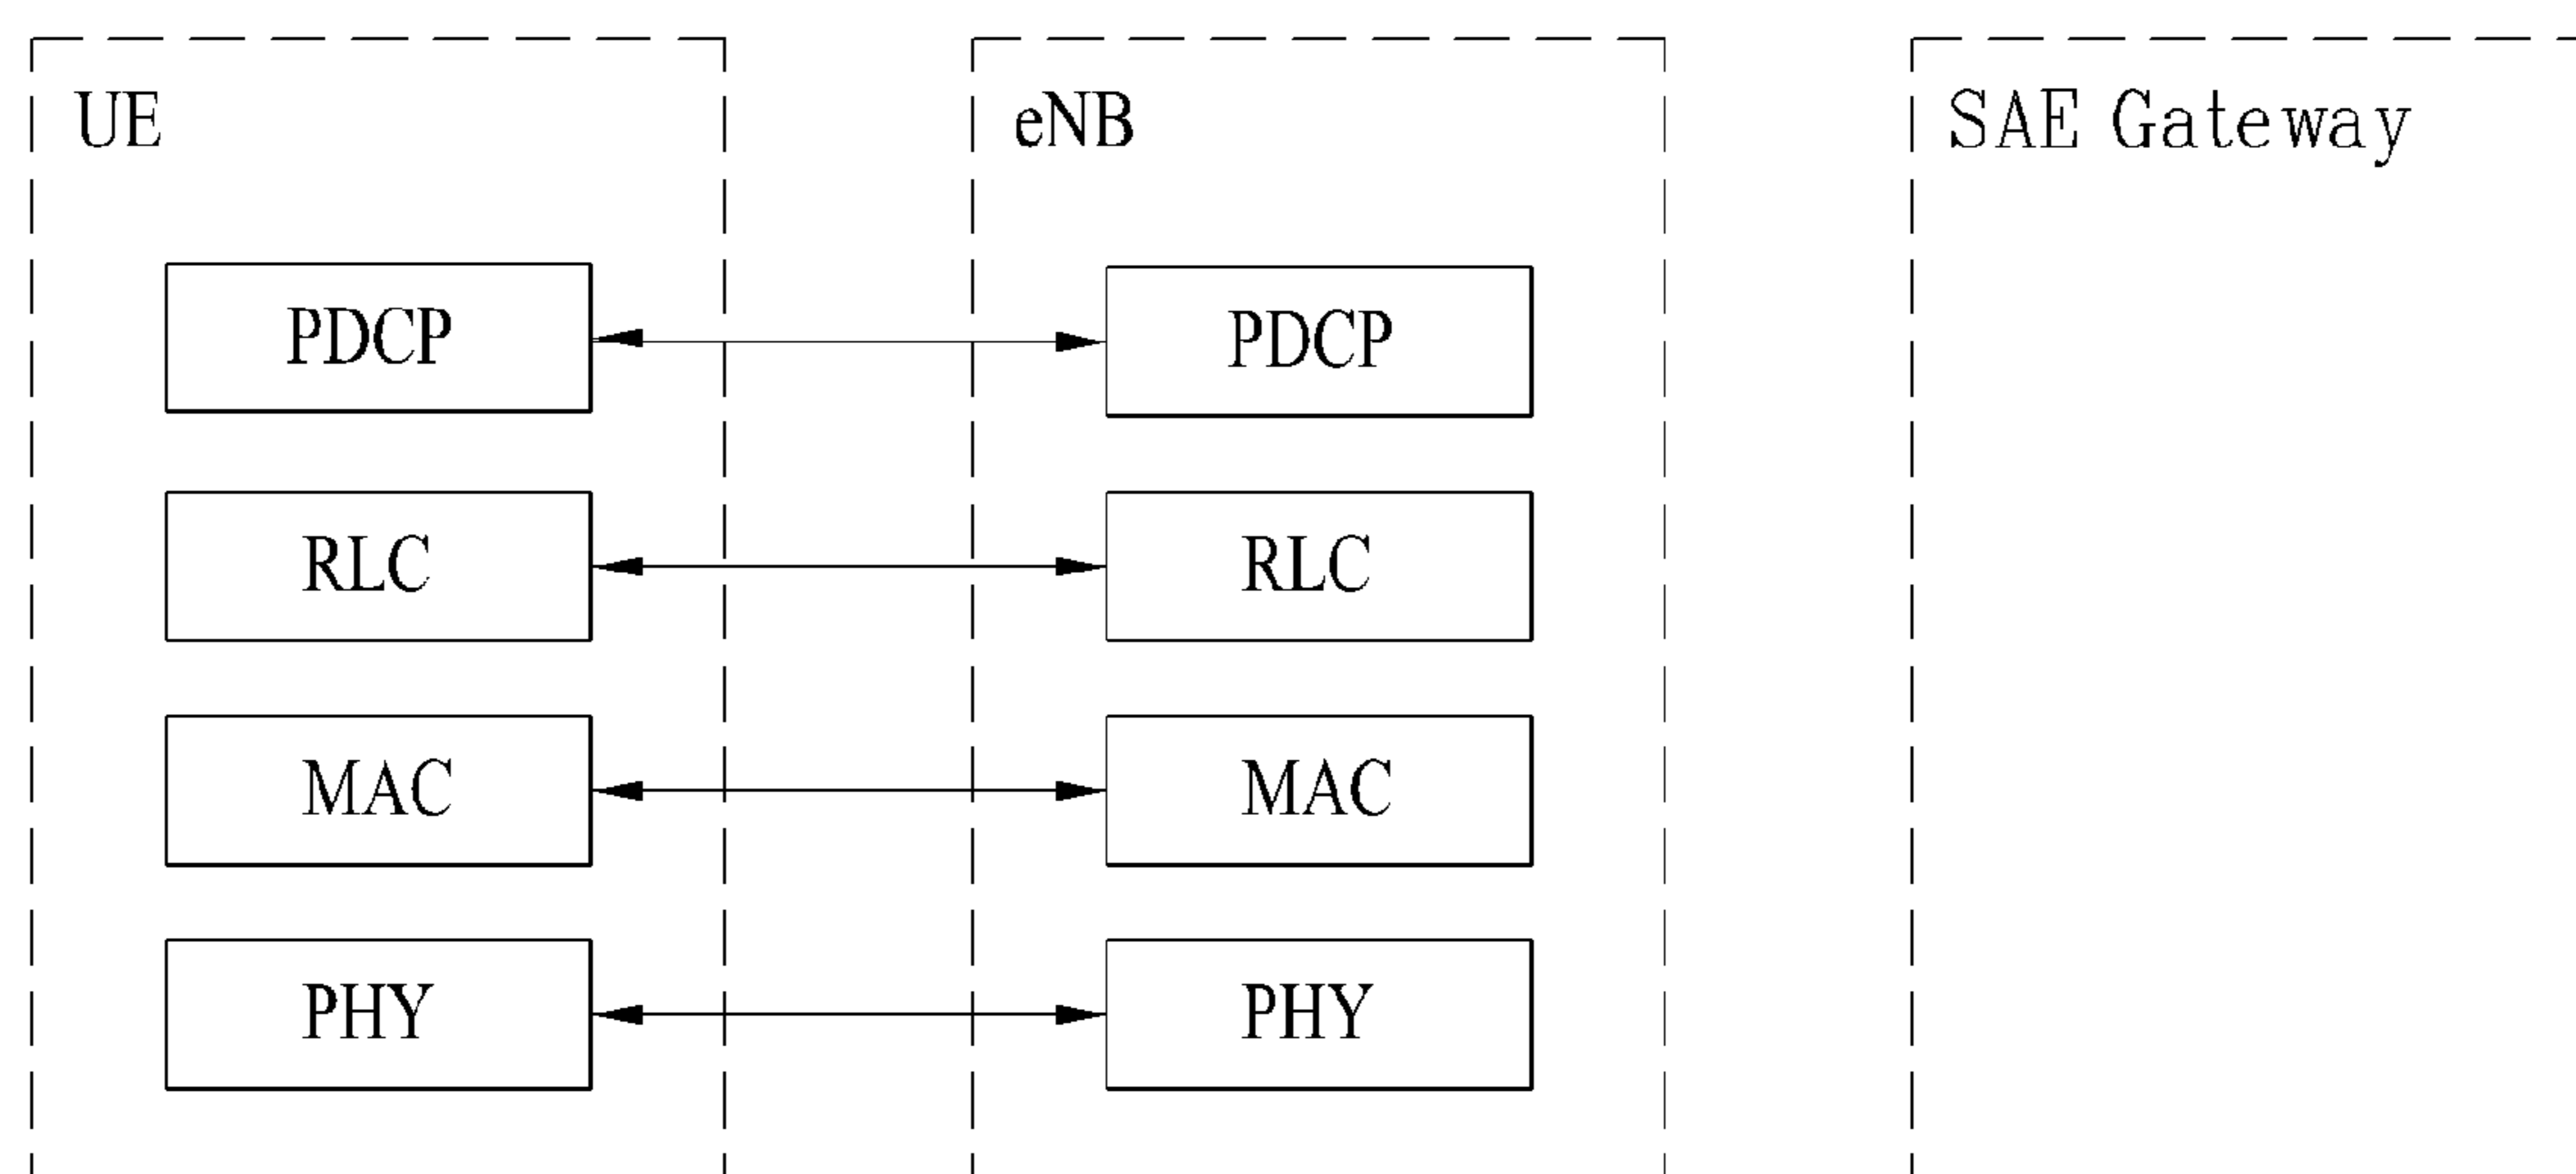 UE
eNB
SAE Gateway
PDCP
PDCP
RLC
RLC
MAC
MAC
PHY
PHY